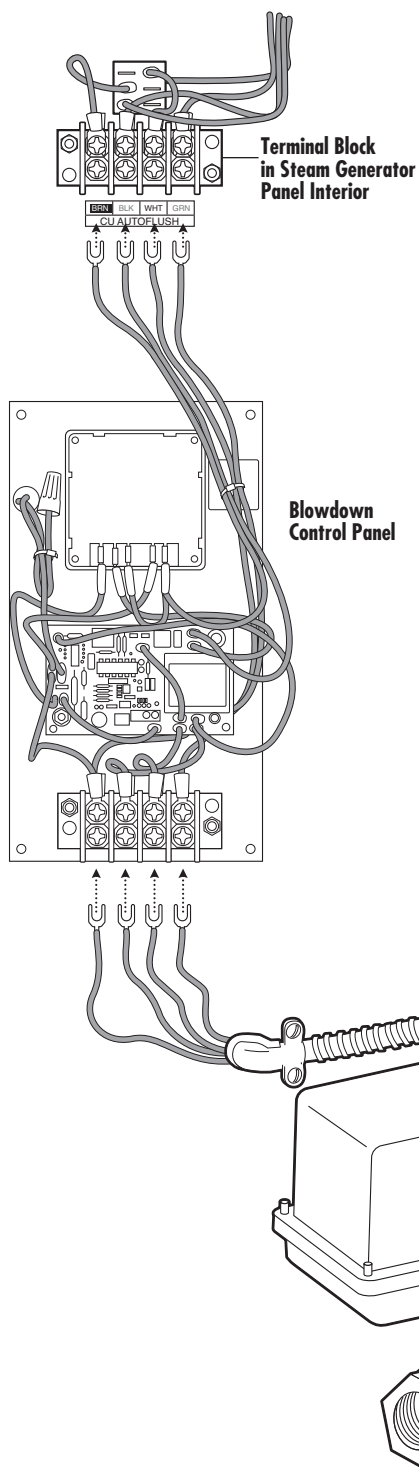 Terminal Block
in Steam Generator
Panel Interior
BRN BLK WHT GRN
CU AUTOFLUSH
Blowdown
Control Panel